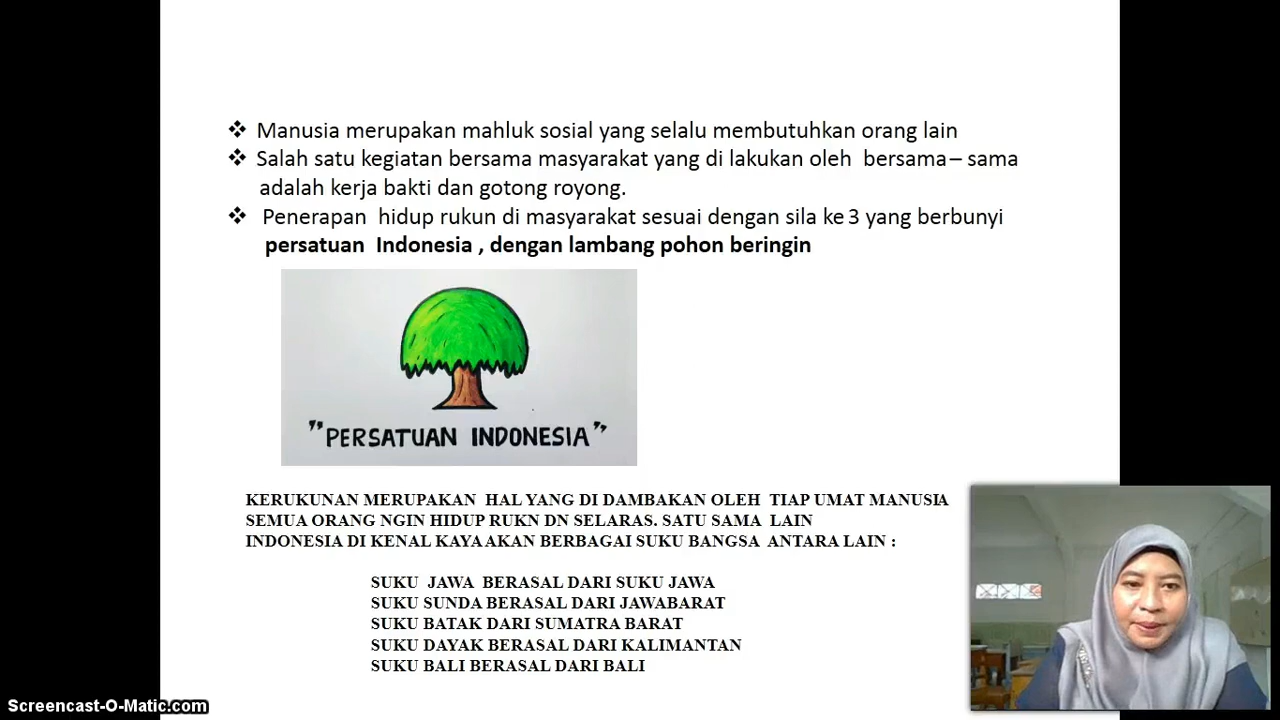 ❖ Manusia merupakan mahluk sosial yang selalu membutuhkan orang lain
❖ Salah satu kegiatan bersama masyarakat yang di lakukan oleh bersama – sama
adalah kerja bakti dan gotong royong.
❖ Penerapan hidup rukun di masyarakat sesuai dengan sila ke 3 yang berbunyi
persatuan Indonesia , dengan lambang pohon beringin
"PERSATUAN INDONESIA"
KERUKUNAN MERUPAKAN HAL YANG DI DAMBAKAN OLEH TIAP UMAT MANUSIA
SEMUA ORANG NGIN HIDUP RUKN DN SELARAS. SATU SAMA LAIN
INDONESIA DI KENAL KAYA AKAN BERBAGAI SUKU BANGSA ANTARA LAIN :
SUKU JAWA BERASAL DARI SUKU JAWA
SUKU SUNDA BERASAL DARI JAWABARAT
SUKU BATAK DARI SUMATRA BARAT
SUKU DAYAK BERASAL DARI KALIMANTAN
SUKU BALI BERASAL DARI BALI
Screencast-O-Matic.com